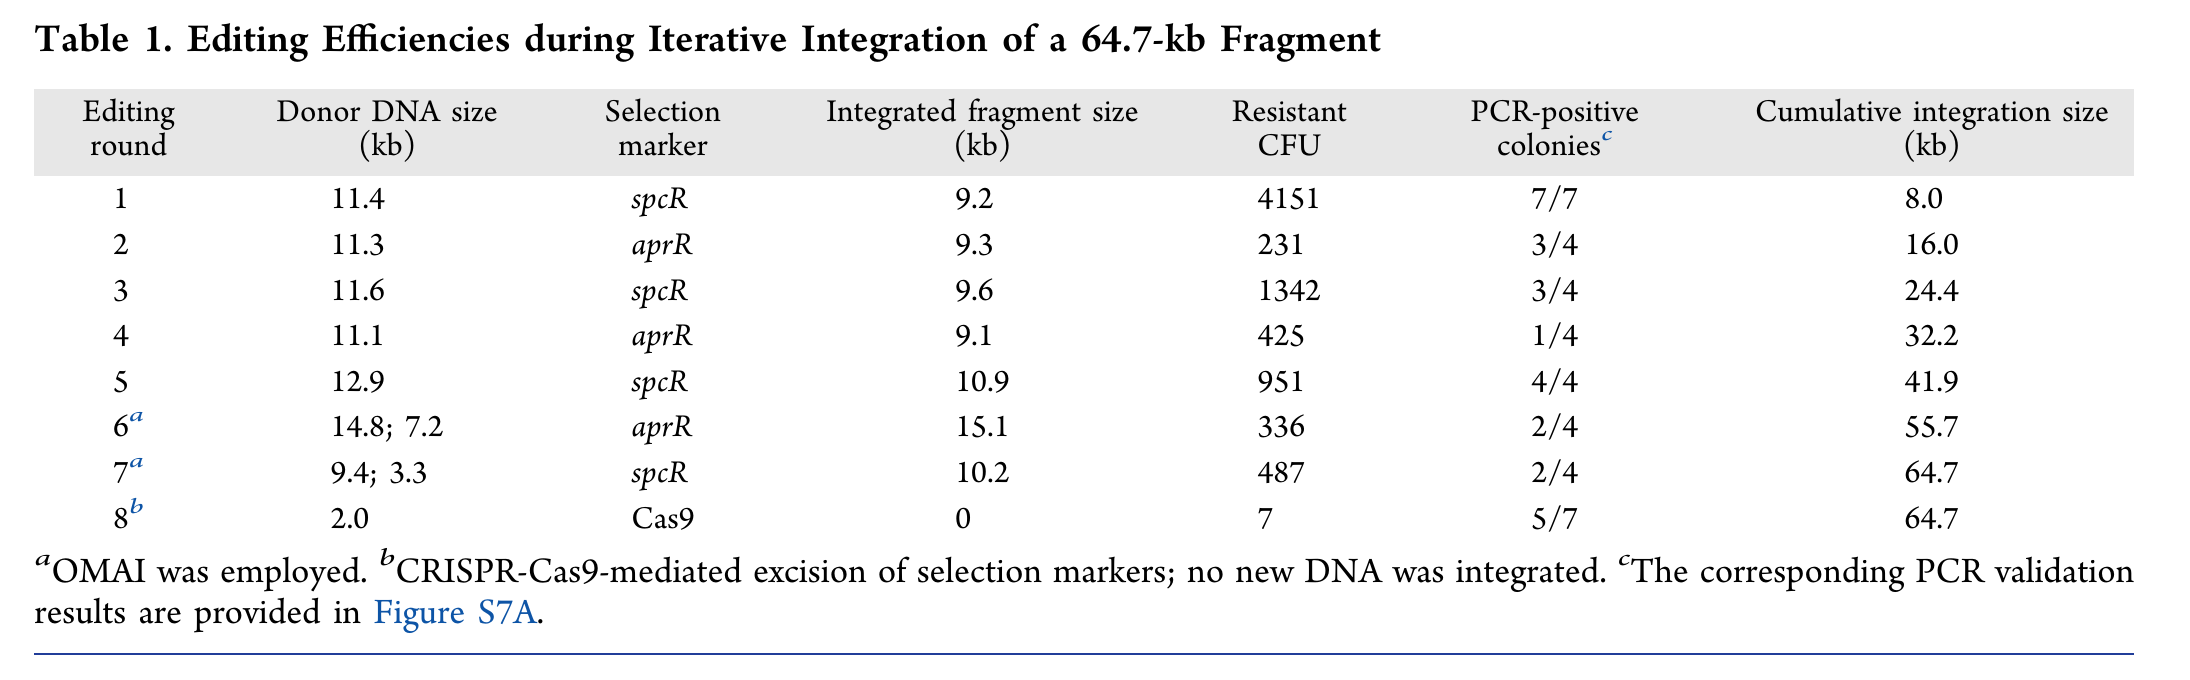 Table 1. Editing Efficiencies during Iterative Integration of a 64.7-kb Fragment
Editing round Donor DNA size (kb) Selection marker Integrated fragment size (kb) Resistant CFU PCR-positive colonies^c Cumulative integration size (kb)
1 11.4 spcR 9.2 4151 7/7 8.0
2 11.3 aprR 9.3 231 3/4 16.0
3 11.6 spcR 9.6 1342 3/4 24.4
4 11.1 aprR 9.1 425 1/4 32.2
5 12.9 spcR 10.9 951 4/4 41.9
6^a 14.8; 7.2 aprR 15.1 336 2/4 55.7
7^a 9.4; 3.3 spcR 10.2 487 2/4 64.7
8^b 2.0 Cas9 0 7 5/7 64.7
^aOMAI was employed. ^bCRISPR-Cas9-mediated excision of selection markers; no new DNA was integrated. ^cThe corresponding PCR validation
results are provided in Figure S7A.